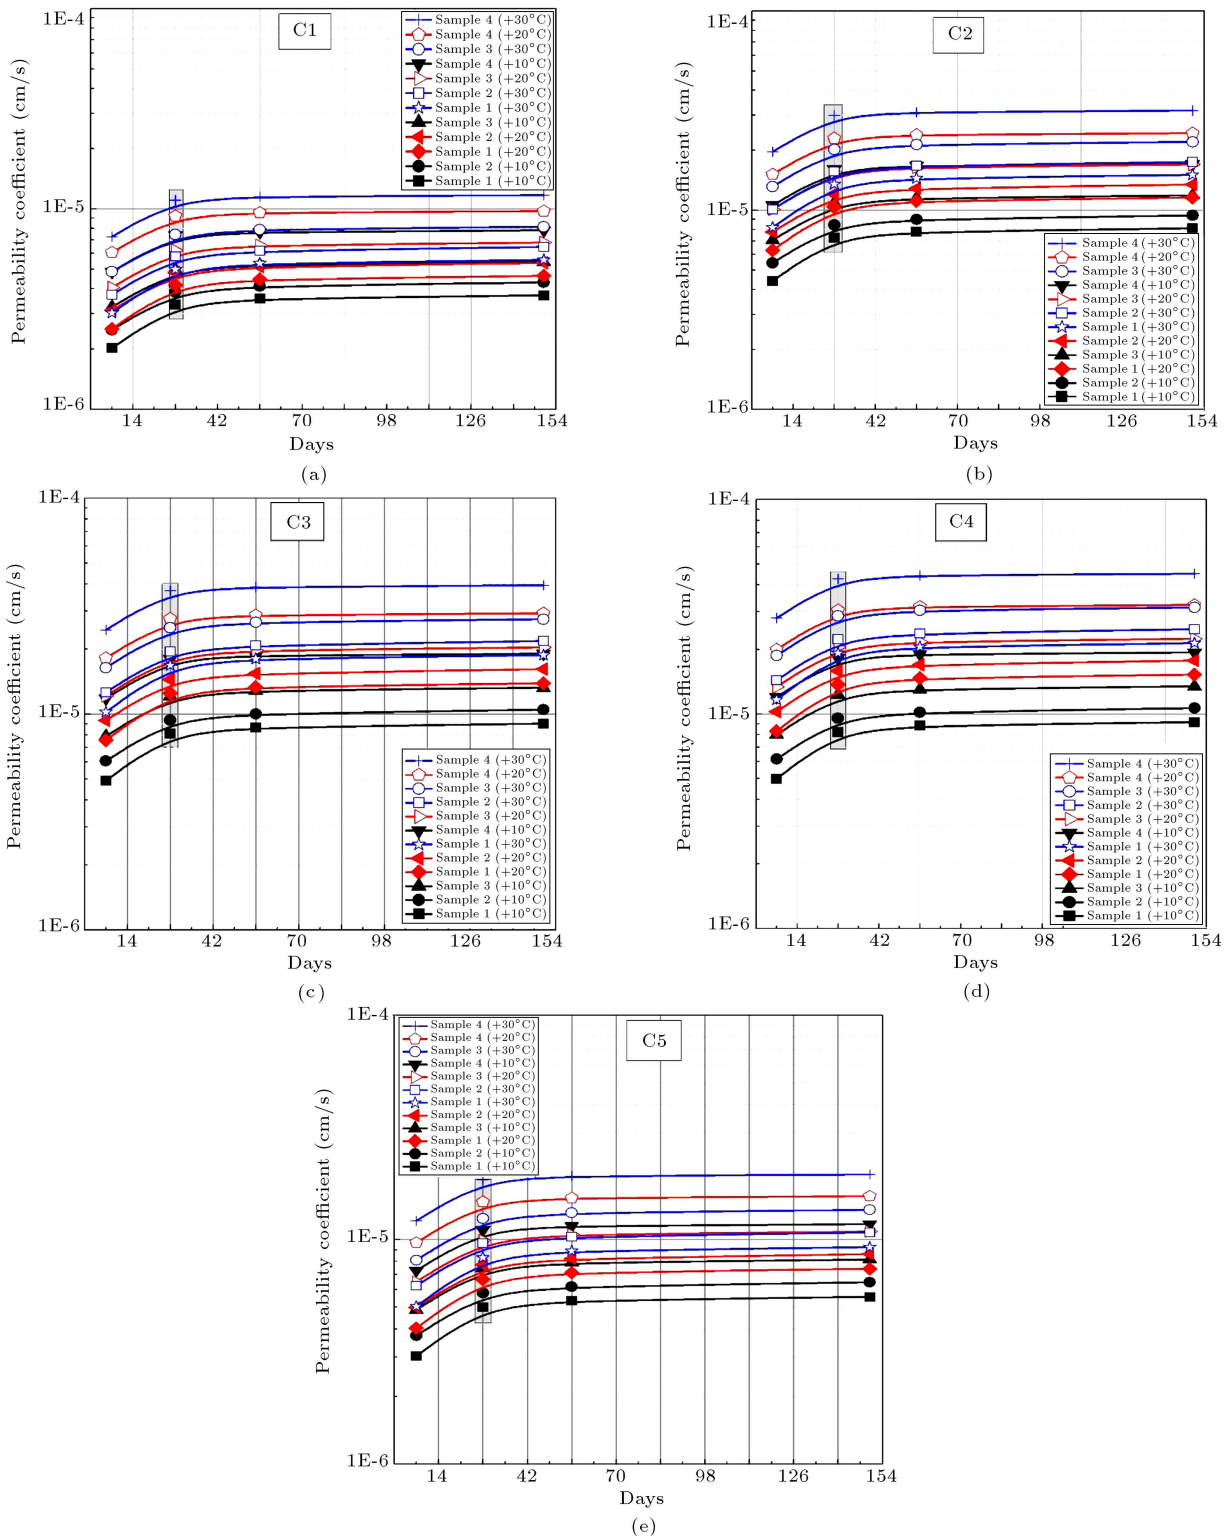 C1
1E-4
1E-5
1E-6
Permeability coefficient (cm/s)
Sample 4 (+30°C)
Sample 4 (+20°C)
Sample 3 (+30°C)
Sample 4 (+10°C)
Sample 3 (+20°C)
Sample 2 (+30°C)
Sample 1 (+30°C)
Sample 3 (+10°C)
Sample 2 (+20°C)
Sample 1 (+20°C)
Sample 2 (+10°C)
Sample 1 (+10°C)
14 42 70 98 126 154
Days
(a)
C2
1E-4
1E-5
1E-6
Permeability coefficient (cm/s)
Sample 4 (+30°C)
Sample 4 (+20°C)
Sample 3 (+30°C)
Sample 4 (+10°C)
Sample 3 (+20°C)
Sample 2 (+30°C)
Sample 1 (+30°C)
Sample 2 (+20°C)
Sample 3 (+10°C)
Sample 1 (+20°C)
Sample 2 (+10°C)
Sample 1 (+10°C)
14 42 70 98 126 154
Days
(b)
C3
1E-4
1E-5
1E-6
Permeability coefficient (cm/s)
Sample 4 (+30°C)
Sample 4 (+20°C)
Sample 3 (+30°C)
Sample 2 (+30°C)
Sample 3 (+20°C)
Sample 4 (+10°C)
Sample 1 (+30°C)
Sample 2 (+20°C)
Sample 1 (+20°C)
Sample 3 (+10°C)
Sample 2 (+10°C)
Sample 1 (+10°C)
14 42 70 98 126 154
Days
(c)
C4
1E-4
1E-5
1E-6
Permeability coefficient (cm/s)
Sample 4 (+30°C)
Sample 4 (+20°C)
Sample 3 (+30°C)
Sample 2 (+30°C)
Sample 3 (+20°C)
Sample 4 (+10°C)
Sample 1 (+30°C)
Sample 2 (+20°C)
Sample 1 (+20°C)
Sample 3 (+10°C)
Sample 2 (+10°C)
Sample 1 (+10°C)
14 42 70 98 126 154
Days
(d)
C5
1E-4
1E-5
1E-6
Permeability coefficient (cm/s)
Sample 4 (+30°C)
Sample 4 (+20°C)
Sample 3 (+30°C)
Sample 4 (+10°C)
Sample 3 (+20°C)
Sample 2 (+30°C)
Sample 1 (+30°C)
Sample 2 (+20°C)
Sample 3 (+10°C)
Sample 1 (+20°C)
Sample 2 (+10°C)
Sample 1 (+10°C)
14 42 70 98 126 154
Days
(e)